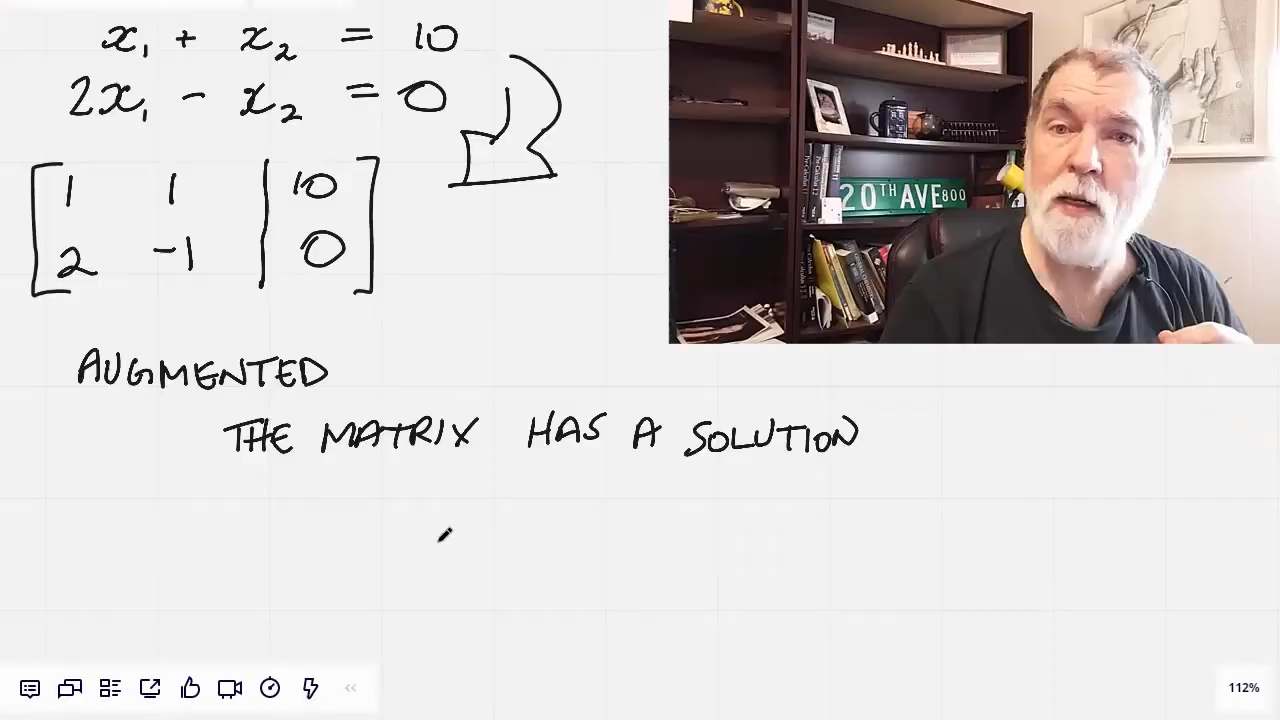 x₁ + x₂ = 10
2x₁ - x₂ = 0
[ 1 1 | 10 ]
[ 2 -1 | 0 ]
AUGMENTED
THE MATRIX HAS A SOLUTION
20TH AVE 800
112%